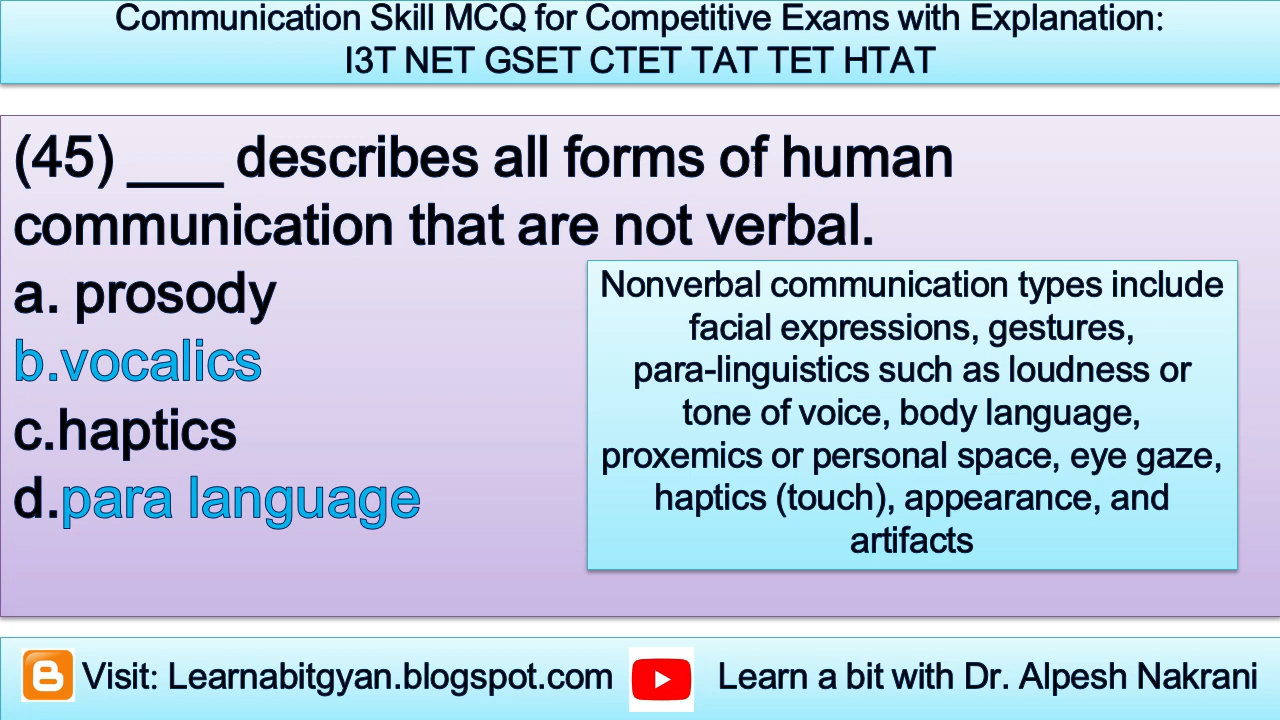 Communication Skill MCQ for Competitive Exams with Explanation:
I3T NET GSET CTET TAT TET HTAT
(45) ___ describes all forms of human
communication that are not verbal.
a. prosody
b.vocalics
c.haptics
d.para language
Nonverbal communication types include
facial expressions, gestures,
para-linguistics such as loudness or
tone of voice, body language,
proxemics or personal space, eye gaze,
haptics (touch), appearance, and
artifacts
Visit: Learnabitgyan.blogspot.com
Learn a bit with Dr. Alpesh Nakrani